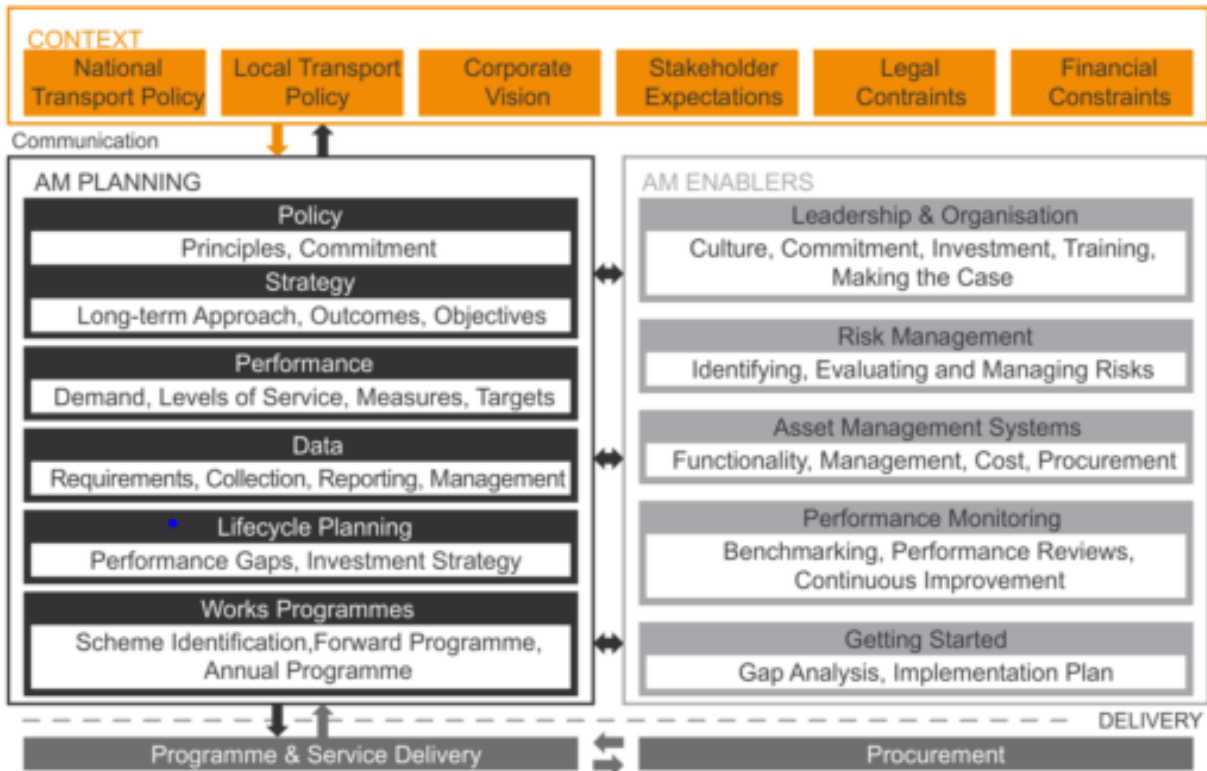 CONTEXT
National
Transport Policy
Local Transport
Policy
Corporate
Vision
Stakeholder
Expectations
Legal
Contraints
Financial
Constraints
Communication
AM PLANNING
Policy
Principles, Commitment
Strategy
Long-term Approach, Outcomes, Objectives
Performance
Demand, Levels of Service, Measures, Targets
Data
Requirements, Collection, Reporting, Management
Lifecycle Planning
Performance Gaps, Investment Strategy
Works Programmes
Scheme Identification,Forward Programme,
Annual Programme
AM ENABLERS
Leadership & Organisation
Culture, Commitment, Investment, Training,
Making the Case
Risk Management
Identifying, Evaluating and Managing Risks
Asset Management Systems
Functionality, Management, Cost, Procurement
Performance Monitoring
Benchmarking, Performance Reviews,
Continuous Improvement
Getting Started
Gap Analysis, Implementation Plan
DELIVERY
Programme & Service Delivery
Procurement